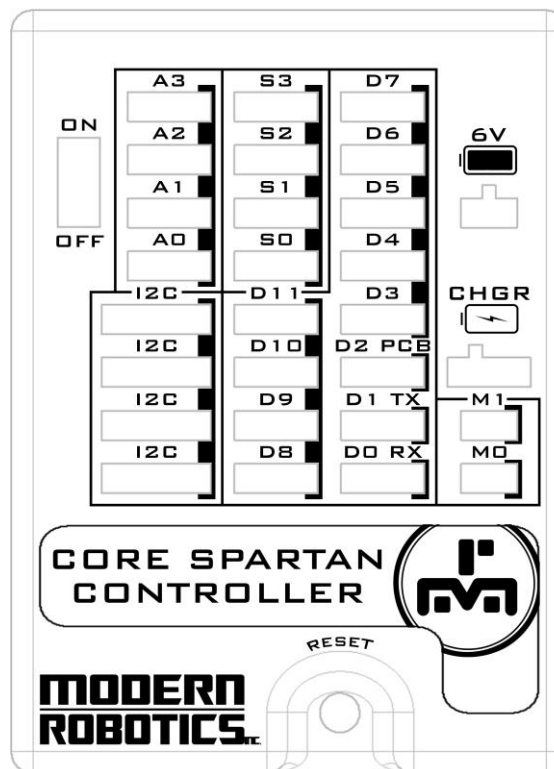 A3 S3 D7
ON A2 S2 D6 6V
A1 S1 D5
OFF A0 S0 D4
I2C D11 D3 CHGR
I2C D10 D2 PCB
I2C D9 D1 TX M1
I2C D8 D0 RX M0
CORE SPARTAN
CONTROLLER
RESET
MODERN
ROBOTICS INC.